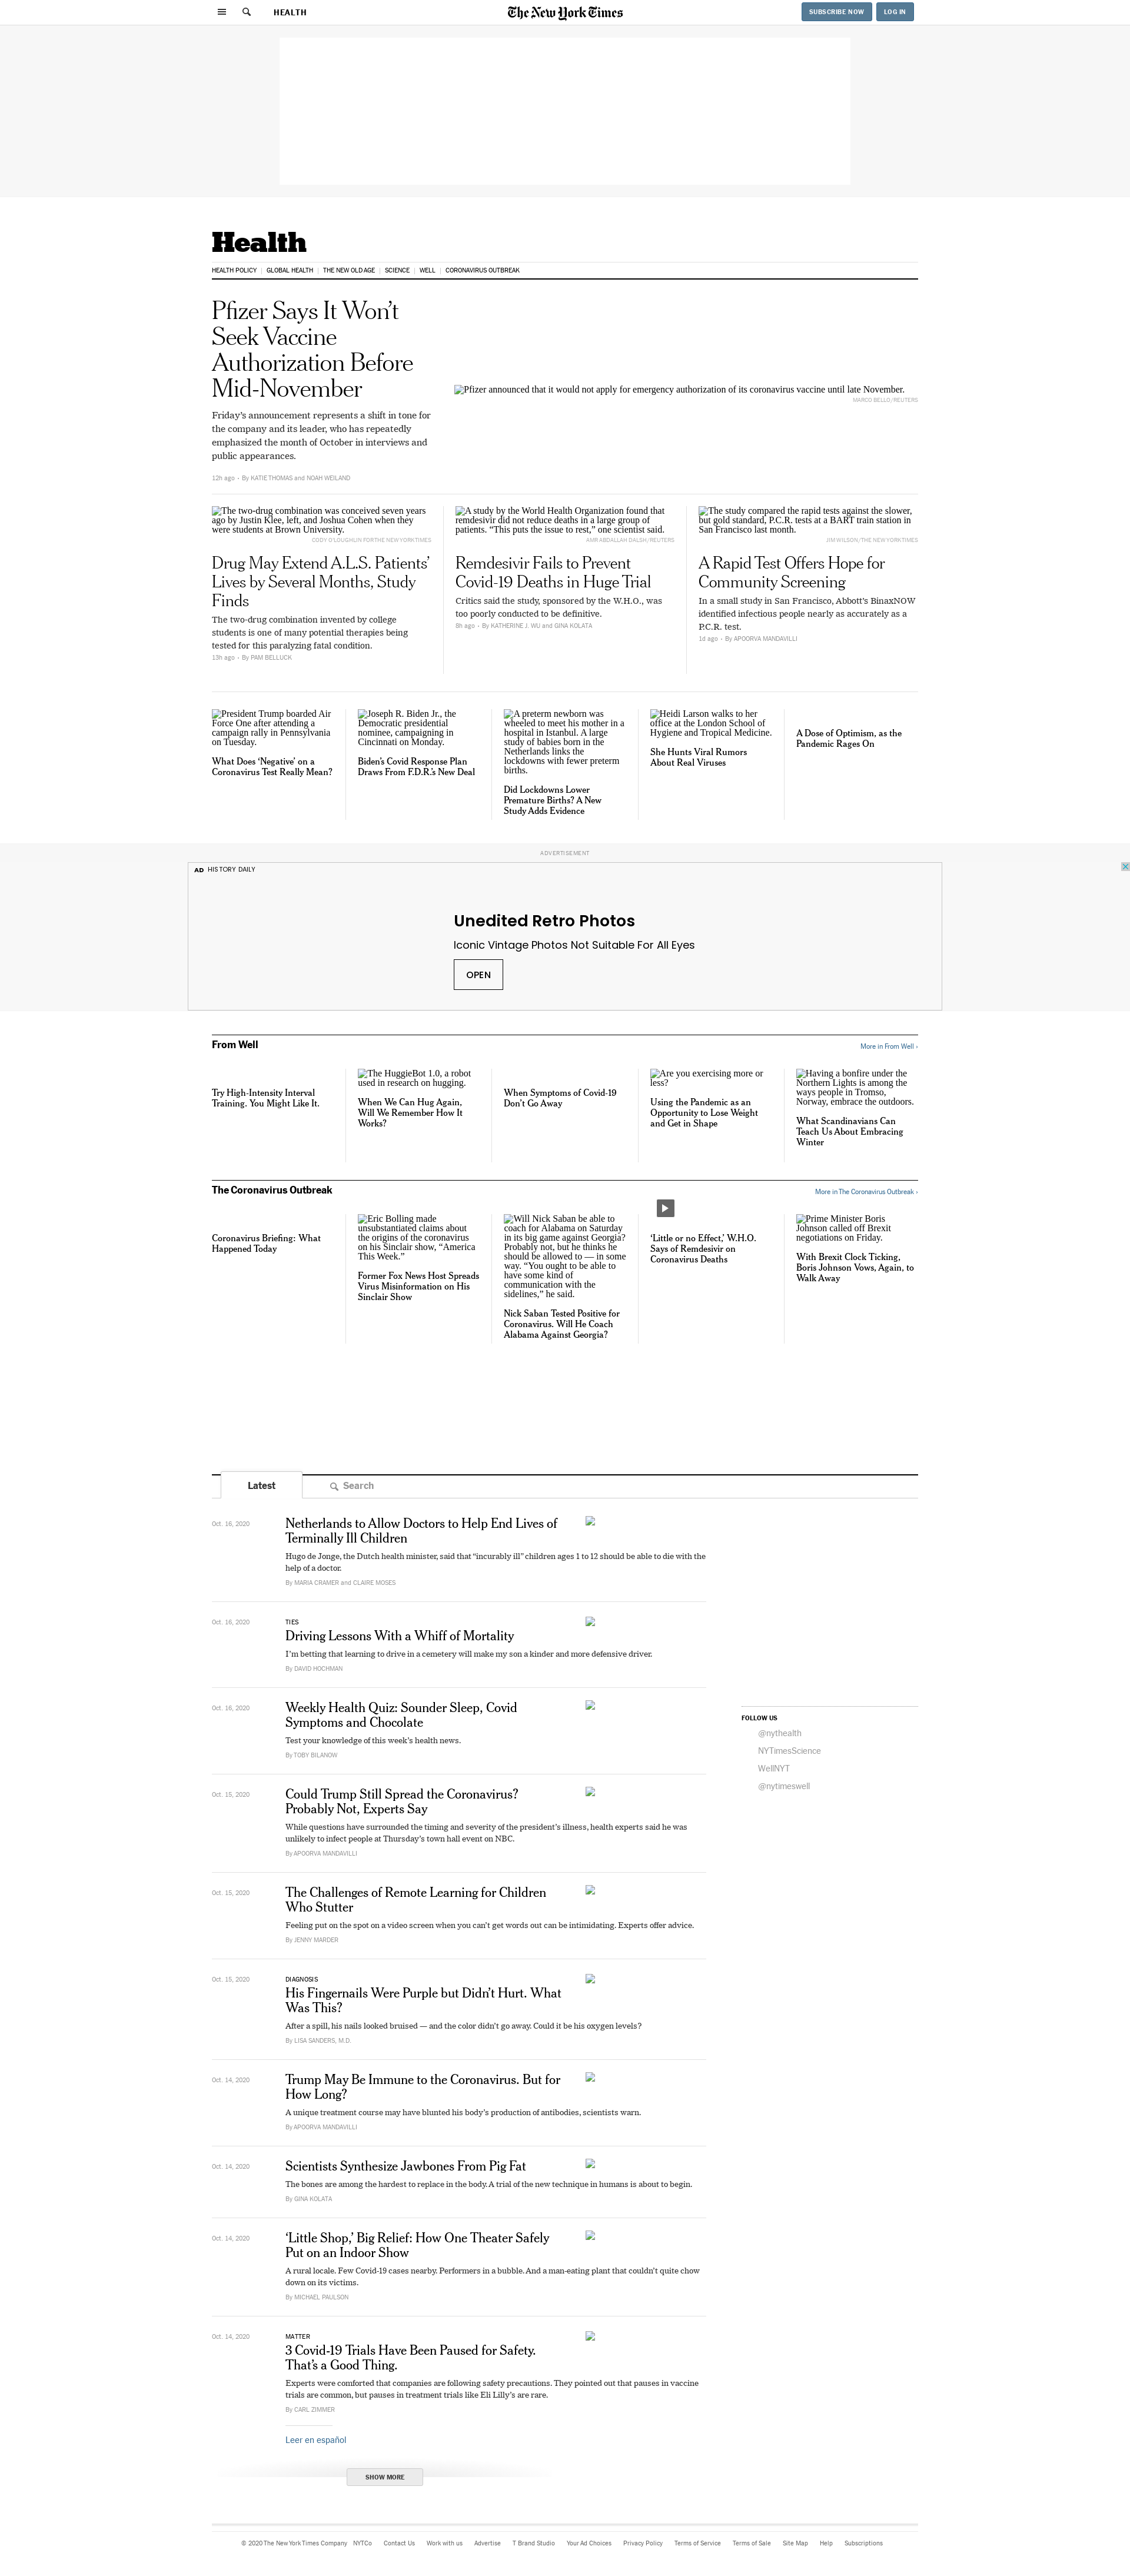 HEALTH
The New York Times
SUBSCRIBE NOW
LOG IN
Health
HEALTH POLICY
GLOBAL HEALTH
THE NEW OLD AGE
SCIENCE
WELL
CORONAVIRUS OUTBREAK
Pfizer Says It Won’t
Seek Vaccine
Authorization Before
Mid-November
Friday’s announcement represents a shift in tone for
the company and its leader, who has repeatedly
emphasized the month of October in interviews and
public appearances.
12h ago - By KATIE THOMAS and NOAH WEILAND
Pfizer announced that it would not apply for emergency authorization of its coronavirus vaccine until late November.
MARCO BELLO/REUTERS
The two-drug combination was conceived seven years
ago by Justin Klee, left, and Joshua Cohen when they
were students at Brown University.
CODY O'LOUGHLIN FOR THE NEW YORK TIMES
Drug May Extend A.L.S. Patients’
Lives by Several Months, Study
Finds
The two-drug combination invented by college
students is one of many potential therapies being
tested for this paralyzing fatal condition.
13h ago - By PAM BELLUCK
A study by the World Health Organization found that
remdesivir did not reduce deaths in a large group of
patients. “This puts the issue to rest,” one scientist said.
AMR ABDALLAH DALSH/REUTERS
Remdesivir Fails to Prevent
Covid-19 Deaths in Huge Trial
Critics said the study, sponsored by the W.H.O., was
too poorly conducted to be definitive.
By KATHERINE J. WU and GINA KOLATA
The study compared the rapid tests against the slower,
but gold standard, P.C.R. tests at a BART train station in
San Francisco last month.
JIM WILSON/THE NEW YORK TIMES
A Rapid Test Offers Hope for
Community Screening
In a small study in San Francisco, Abbott’s BinaxNOW
identified infectious people nearly as accurately as a
P.C.R. test.
1d ago - By APOORVA MANDAVILLI
President Trump boarded Air
Force One after attending a
campaign rally in Pennsylvania
on Tuesday.
What Does ‘Negative’ on a
Coronavirus Test Really Mean?
Joseph R. Biden Jr., the
Democratic presidential
nominee, campaigning in
Cincinnati on Monday.
Biden’s Covid Response Plan
Draws From F.D.R.’s New Deal
A preterm newborn was
wheeled to meet his mother in a
hospital in Istanbul. A large
study of babies born in the
Netherlands links the
lockdowns with fewer preterm
births.
Did Lockdowns Lower
Premature Births? A New
Study Adds Evidence
Heidi Larson walks to her
office at the London School of
Hygiene and Tropical Medicine.
She Hunts Viral Rumors
About Real Viruses
A Dose of Optimism, as the
Pandemic Rages On
ADVERTISEMENT
AD HISTORY DAILY
Unedited Retro Photos
Iconic Vintage Photos Not Suitable For All Eyes
OPEN
From Well
More in From Well ›
Try High-Intensity Interval
Training. You Might Like It.
The HuggieBot 1.0, a robot
used in research on hugging.
When We Can Hug Again,
Will We Remember How It
Works?
When Symptoms of Covid-19
Don’t Go Away
Are you exercising more or
less?
Using the Pandemic as an
Opportunity to Lose Weight
and Get in Shape
Having a bonfire under the
Northern Lights is among the
ways people in Tromso,
Norway, embrace the outdoors.
What Scandinavians Can
Teach Us About Embracing
Winter
The Coronavirus Outbreak
More in The Coronavirus Outbreak ›
Coronavirus Briefing: What
Happened Today
Eric Bolling made
unsubstantiated claims about
the origins of the coronavirus
on his Sinclair show, “America
This Week.”
Former Fox News Host Spreads
Virus Misinformation on His
Sinclair Show
Will Nick Saban be able to
coach for Alabama on Saturday
in its big game against Georgia?
Probably not, but he thinks he
should be allowed to — in some
way. “You ought to be able to
have some kind of
communication with the
sidelines,” he said.
Nick Saban Tested Positive for
Coronavirus. Will He Coach
Alabama Against Georgia?
‘Little or no Effect,’ W.H.O.
Says of Remdesivir on
Coronavirus Deaths
Prime Minister Boris
Johnson called off Brexit
negotiations on Friday.
With Brexit Clock Ticking,
Boris Johnson Vows, Again, to
Walk Away
Latest
Search
Oct. 16, 2020
Netherlands to Allow Doctors to Help End Lives of
Terminally Ill Children
Hugo de Jonge, the Dutch health minister, said that “incurably ill” children ages 1 to 12 should be able to die with the
help of a doctor.
By MARIA CRAMER and CLAIRE MOSES
Oct. 16, 2020
TIES
Driving Lessons With a Whiff of Mortality
I’m betting that learning to drive in a cemetery will make my son a kinder and more defensive driver.
By DAVID HOCHMAN
Oct. 16, 2020
Weekly Health Quiz: Sounder Sleep, Covid
Symptoms and Chocolate
Test your knowledge of this week’s health news.
By TOBY BILANOW
FOLLOW US
@nythealth
NYTimesScience
WellNYT
@nytimeswell
Oct. 15, 2020
Could Trump Still Spread the Coronavirus?
Probably Not, Experts Say
While questions have surrounded the timing and severity of the president’s illness, health experts said he was
unlikely to infect people at Thursday’s town hall event on NBC.
By APOORVA MANDAVILLI
Oct. 15, 2020
The Challenges of Remote Learning for Children
Who Stutter
Feeling put on the spot on a video screen when you can’t get words out can be intimidating. Experts offer advice.
By JENNY MARDER
Oct. 15, 2020
DIAGNOSIS
His Fingernails Were Purple but Didn’t Hurt. What
Was This?
After a spill, his nails looked bruised — and the color didn’t go away. Could it be his oxygen levels?
By LISA SANDERS, M.D.
Oct. 14, 2020
Trump May Be Immune to the Coronavirus. But for
How Long?
A unique treatment course may have blunted his body’s production of antibodies, scientists warn.
By APOORVA MANDAVILLI
Oct. 14, 2020
Scientists Synthesize Jawbones From Pig Fat
The bones are among the hardest to replace in the body. A trial of the new technique in humans is about to begin.
By GINA KOLATA
Oct. 14, 2020
‘Little Shop,’ Big Relief: How One Theater Safely
Put on an Indoor Show
A rural locale. Few Covid-19 cases nearby. Performers in a bubble. And a man-eating plant that couldn’t quite chow
down on its victims.
By MICHAEL PAULSON
Oct. 14, 2020
MATTER
3 Covid-19 Trials Have Been Paused for Safety.
That’s a Good Thing.
Experts were comforted that companies are following safety precautions. They pointed out that pauses in vaccine
trials are common, but pauses in treatment trials like Eli Lilly’s are rare.
By CARL ZIMMER
Leer en español
SHOW MORE
© 2020 The New York Times Company NYTCo Contact Us Work with us Advertise T Brand Studio Your Ad Choices Privacy Policy Terms of Service Terms of Sale Site Map Help Subscriptions